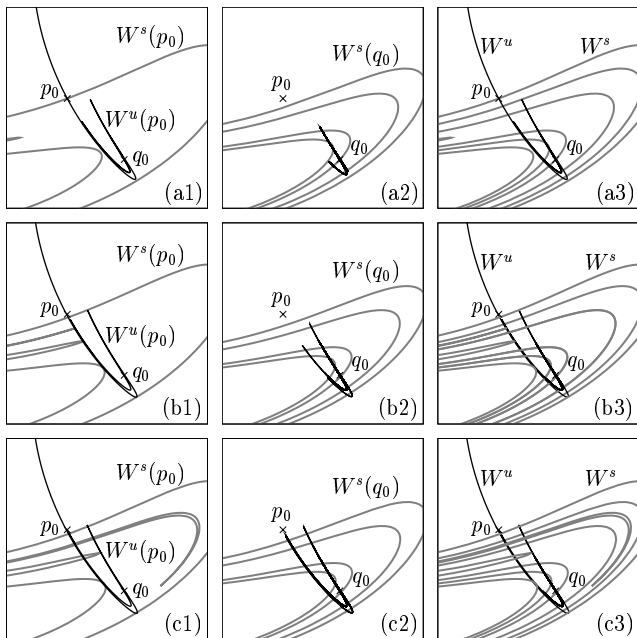 W^s(p_0)
p_0
W^u(p_0)
q_0
(a1)
p_0
W^s(q_0)
q_0
(a2)
W^u
W^s
p_0
q_0
(a3)
W^s(p_0)
p_0
W^u(p_0)
q_0
(b1)
p_0
W^s(q_0)
q_0
(b2)
W^u
W^s
p_0
q_0
(b3)
W^s(p_0)
p_0
W^u(p_0)
q_0
(c1)
W^s(q_0)
p_0
q_0
(c2)
W^u
W^s
p_0
q_0
(c3)